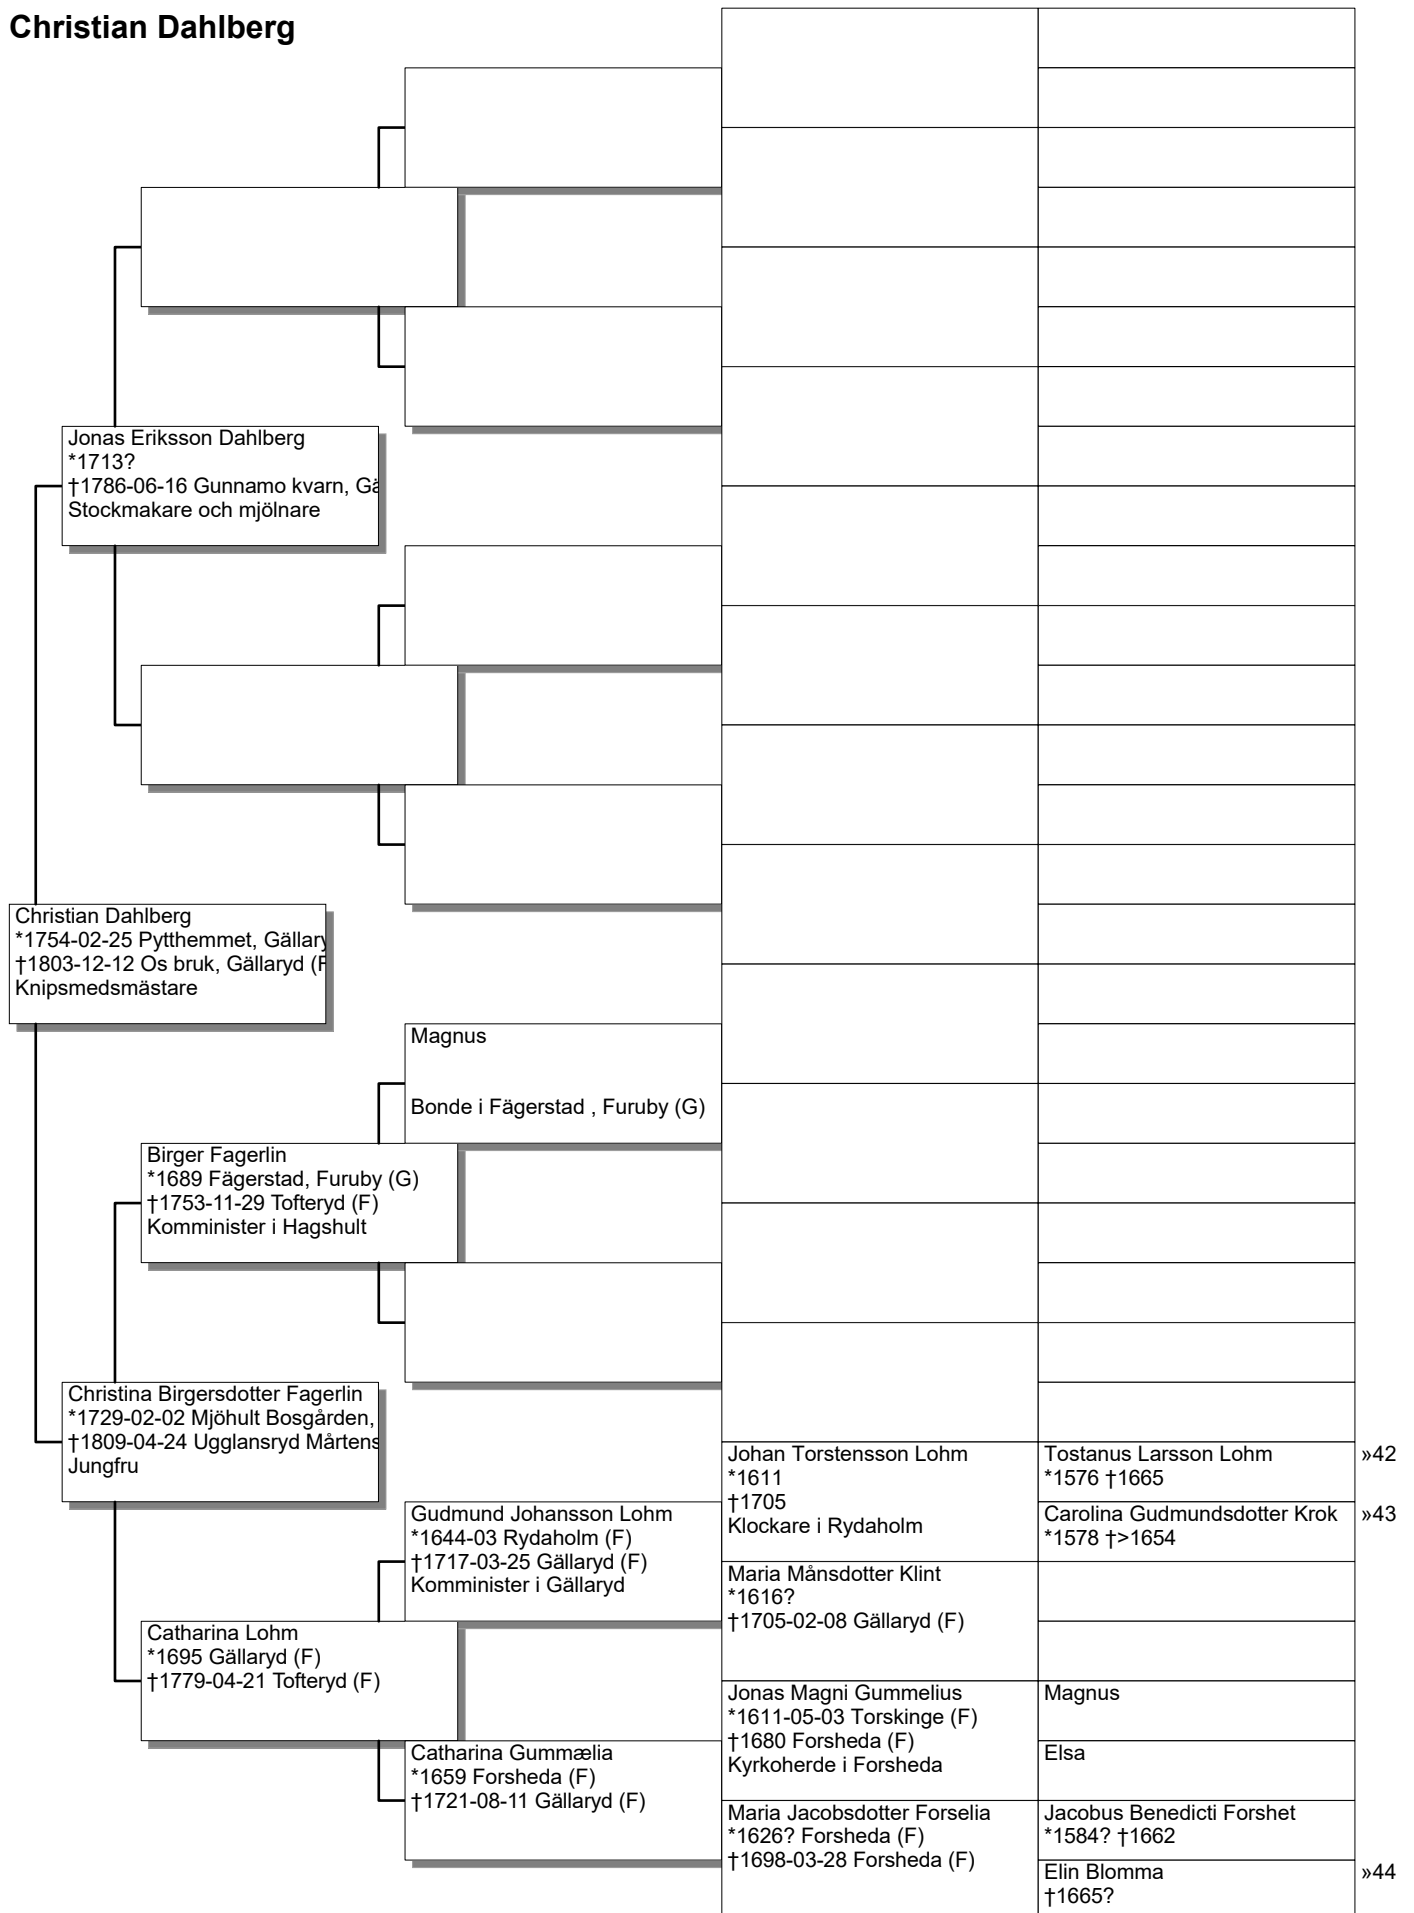 Christian Dahlberg
Jonas Eriksson Dahlberg
*1713?
†1786-06-16 Gunnamo kvarn, Gä
Stockmakare och mjölnare
Christian Dahlberg
*1754-02-25 Pytthemmet, Gällary
†1803-12-12 Os bruk, Gällaryd (F
Knipsmedsmästare
Magnus
Bonde i Fägerstad , Furuby (G)
Birger Fagerlin
*1689 Fägerstad, Furuby (G)
†1753-11-29 Tofteryd (F)
Komminister i Hagshult
Christina Birgersdotter Fagerlin
*1729-02-02 Mjöhult Bosgården,
†1809-04-24 Ugglansryd Mårtens
Jungfru
Johan Torstensson Lohm
*1611
†1705
Klockare i Rydaholm
Tostanus Larsson Lohm
*1576 †1665
»42
Carolina Gudmundsdotter Krok
*1578 †>1654
»43
Gudmund Johansson Lohm
*1644-03 Rydaholm (F)
†1717-03-25 Gällaryd (F)
Komminister i Gällaryd
Maria Månsdotter Klint
*1616?
†1705-02-08 Gällaryd (F)
Catharina Lohm
*1695 Gällaryd (F)
†1779-04-21 Tofteryd (F)
Jonas Magni Gummelius
*1611-05-03 Torskinge (F)
†1680 Forsheda (F)
Kyrkoherde i Forsheda
Magnus
Elsa
Catharina Gummælia
*1659 Forsheda (F)
†1721-08-11 Gällaryd (F)
Maria Jacobsdotter Forselia
*1626? Forsheda (F)
†1698-03-28 Forsheda (F)
Jacobus Benedicti Forshet
*1584? †1662
Elin Blomma
†1665?
»44